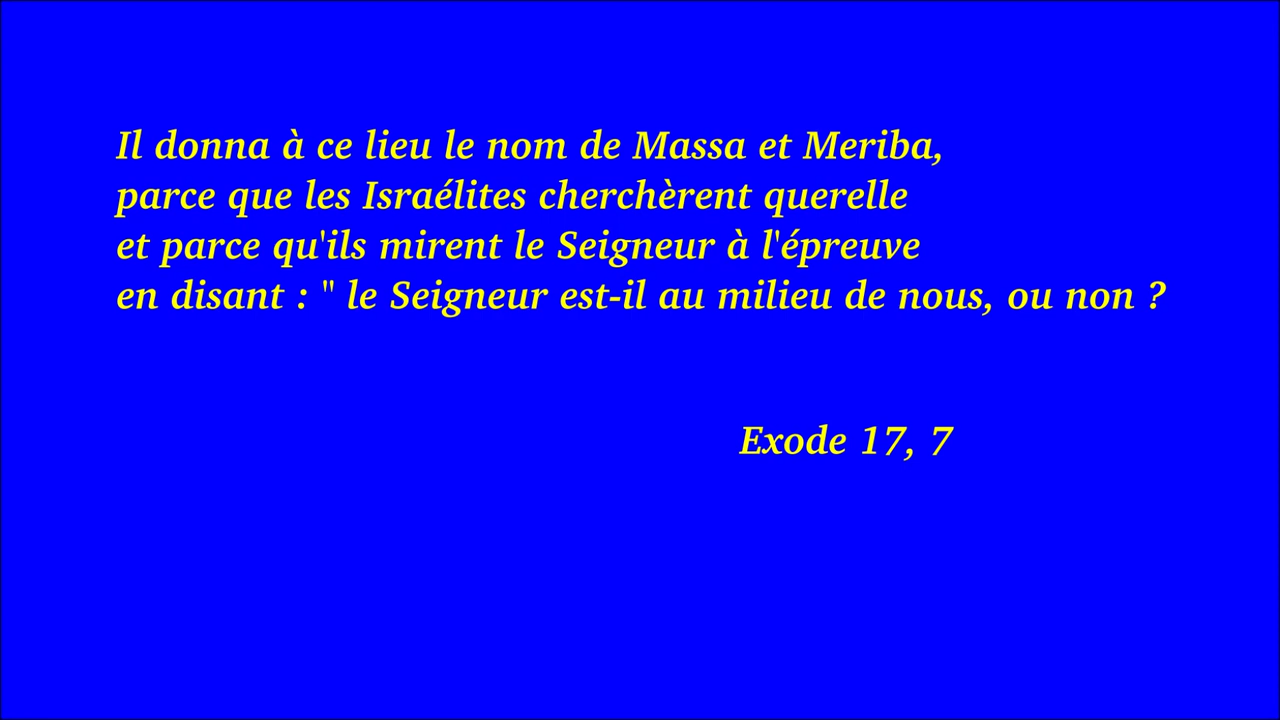 Il donna à ce lieu le nom de Massa et Meriba,
parce que les Israélites cherchèrent querelle
et parce qu'ils mirent le Seigneur à l'épreuve
en disant : " le Seigneur est-il au milieu de nous, ou non ?
Exode 17, 7